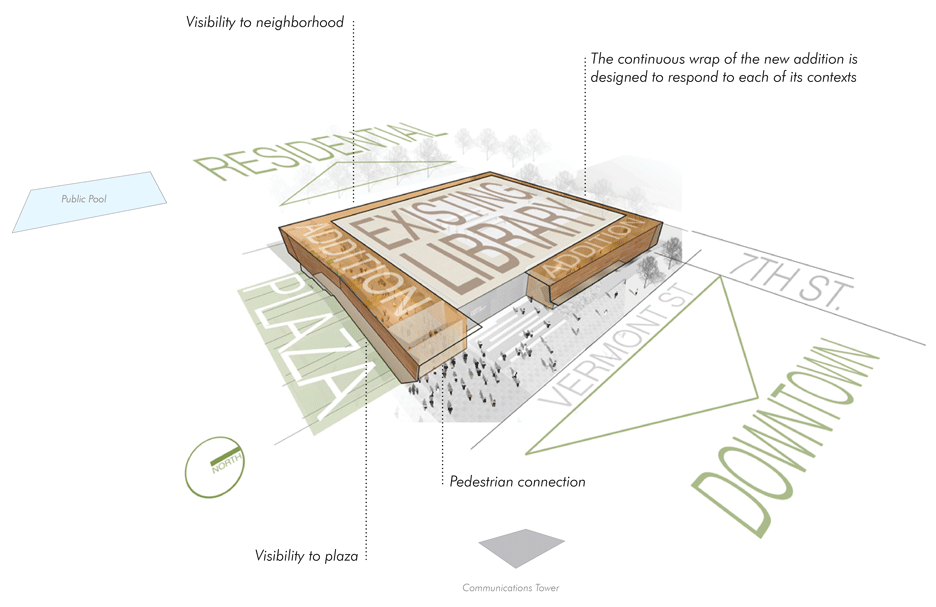 Visibility to neighborhood
The continuous wrap of the new addition is
designed to respond to each of its contexts
RESIDENTIAL
Public Pool
EXISTING
LIBRARY
ADDITION
ADDITION
PLAZA
7TH ST.
VERMONT ST
DOWNTOWN
NORTH
Pedestrian connection
Visibility to plaza
Communications Tower